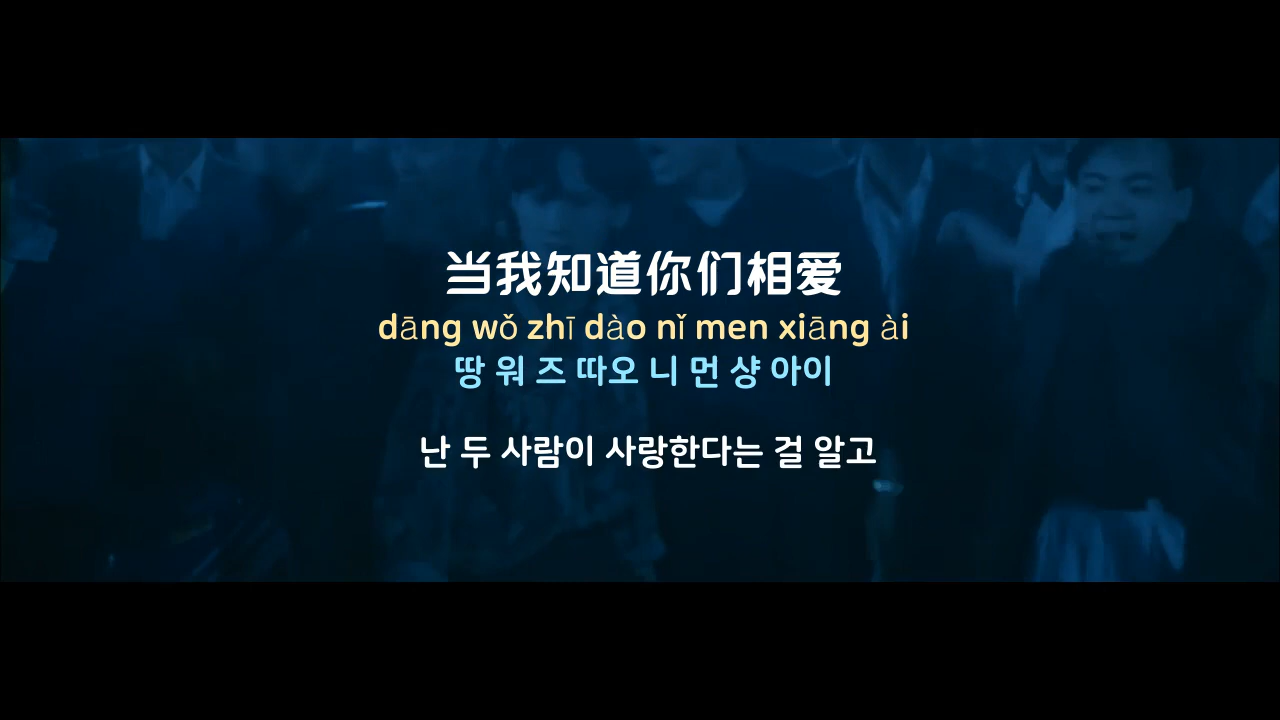 当我知道你们相爱
dāng wǒ zhī dào nǐ men xiāng ài
땅 워 즈 따오 니 먼 샹 아이
난 두 사람이 사랑한다는 걸 알고